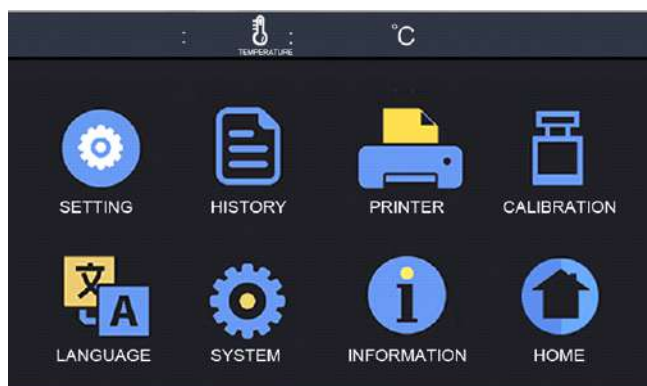 : :
°C
TEMPERATURE
SETTING
HISTORY
PRINTER
CALIBRATION
文 A
LANGUAGE
SYSTEM
i
INFORMATION
HOME